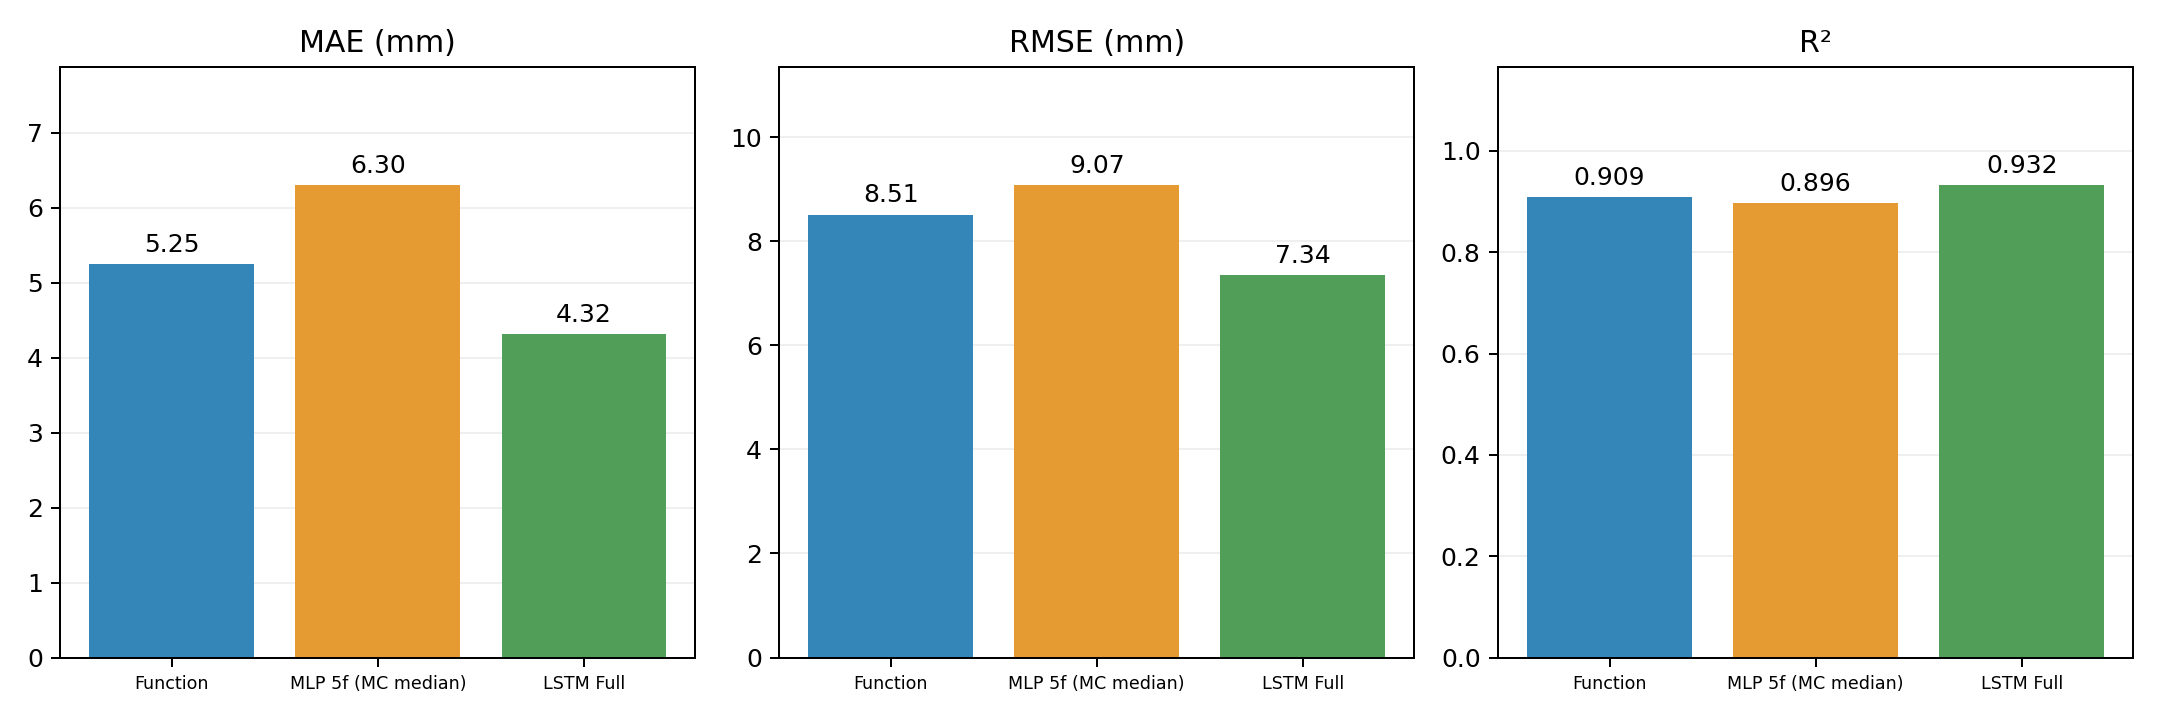 MAE (mm)
7
6
5
4
3
2
1
0
5.25
6.30
4.32
Function
MLP 5f (MC median)
LSTM Full
RMSE (mm)
10
8
6
4
2
0
8.51
9.07
7.34
Function
MLP 5f (MC median)
LSTM Full
R²
1.0
0.8
0.6
0.4
0.2
0.0
0.909
0.896
0.932
Function
MLP 5f (MC median)
LSTM Full